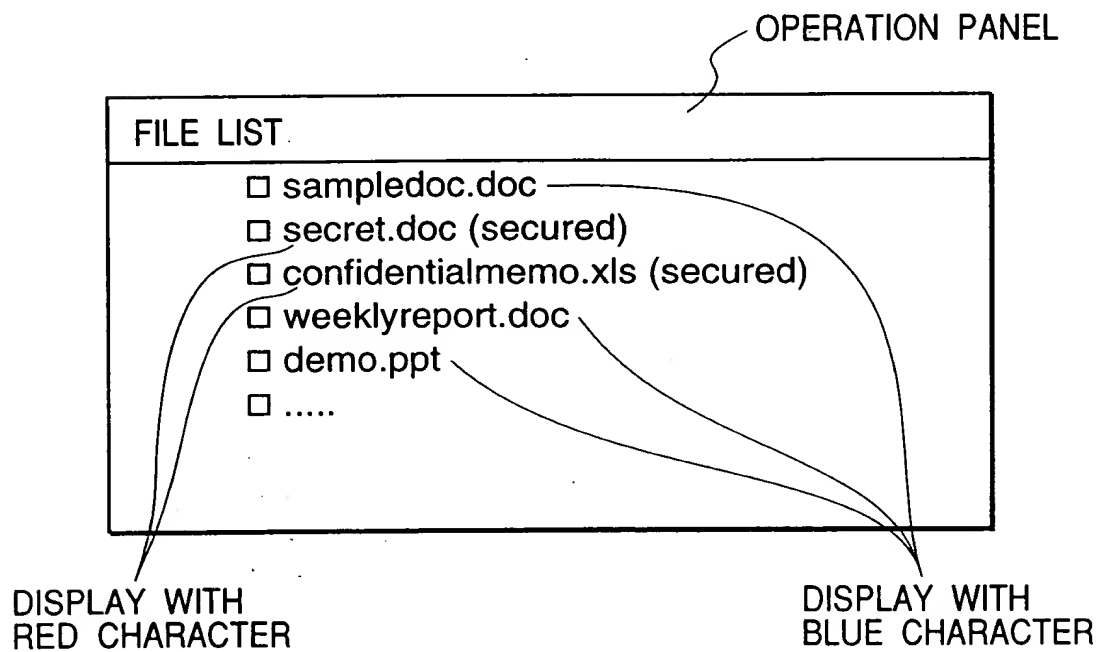 OPERATION PANEL
FILE LIST
□ sampledoc.doc
□ secret.doc (secured)
□ confidentialmemo.xls (secured)
□ weeklyreport.doc
□ demo.ppt
□ .....
DISPLAY WITH
RED CHARACTER
DISPLAY WITH
BLUE CHARACTER